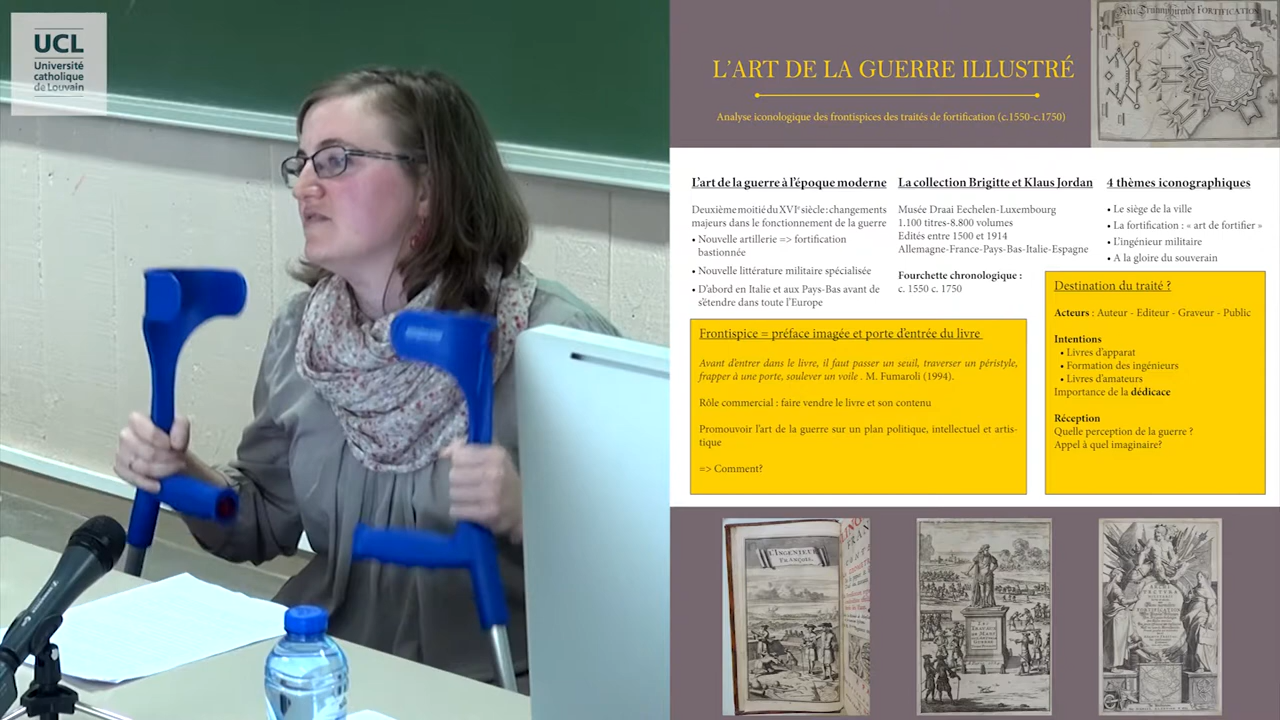 UCL
Université
catholique
de Louvain
L'ART DE LA GUERRE ILLUSTRÉ
Analyse iconologique des frontispices des traités de fortification (c.1550-c.1750)
L'art de la guerre à l'époque moderne
Deuxième moitié du XVIe siècle : changements
majeurs dans le fonctionnement de la guerre
• Nouvelle artillerie => fortification
bastionnée
• Nouvelle littérature militaire spécialisée
• D'abord en Italie et aux Pays-Bas avant de
s'étendre dans toute l'Europe
La collection Brigitte et Klaus Jordan
Musée Draai Eechelen-Luxembourg
1.100 titres-8.800 volumes
Edités entre 1500 et 1914
Allemagne-France-Pays-Bas-Italie-Espagne
Fourchette chronologique :
c. 1550 c. 1750
4 thèmes iconographiques
• Le siège de la ville
• La fortification : « art de fortifier »
• L'ingénieur militaire
• A la gloire du souverain
Frontispice = préface imagée et porte d'entrée du livre
Avant d'entrer dans le livre, il faut passer un seuil, traverser un péristyle,
frapper à une porte, soulever un voile . M. Fumaroli (1994).
Rôle commercial : faire vendre le livre et son contenu
Promouvoir l'art de la guerre sur un plan politique, intellectuel et artis-
tique
=> Comment?
Destination du traité ?
Acteurs : Auteur - Editeur - Graveur - Public
Intentions
• Livres d'apparat
• Formation des ingénieurs
• Livres d'amateurs
Importance de la dédicace
Réception
Quelle perception de la guerre ?
Appel à quel imaginaire?
L'INGENIEUR
FRANÇOIS.
LES
TRAVAUX
DE MARS